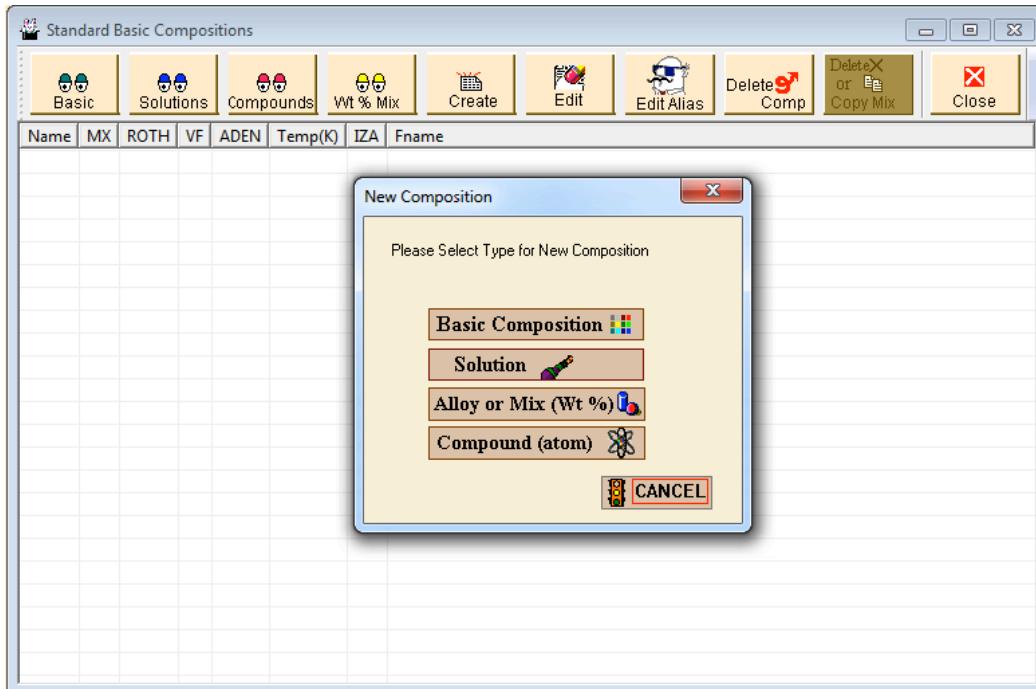 Standard Basic Compositions
Basic
Solutions
Compounds
Wt % Mix
Create
Edit
Edit Alias
Delete
Comp
Delete
or
Copy Mix
Close
Name MX ROTH VF ADEN Temp(K) IZA Fname
New Composition
Please Select Type for New Composition
Basic Composition
Solution
Alloy or Mix (Wt %)
Compound (atom)
CANCEL